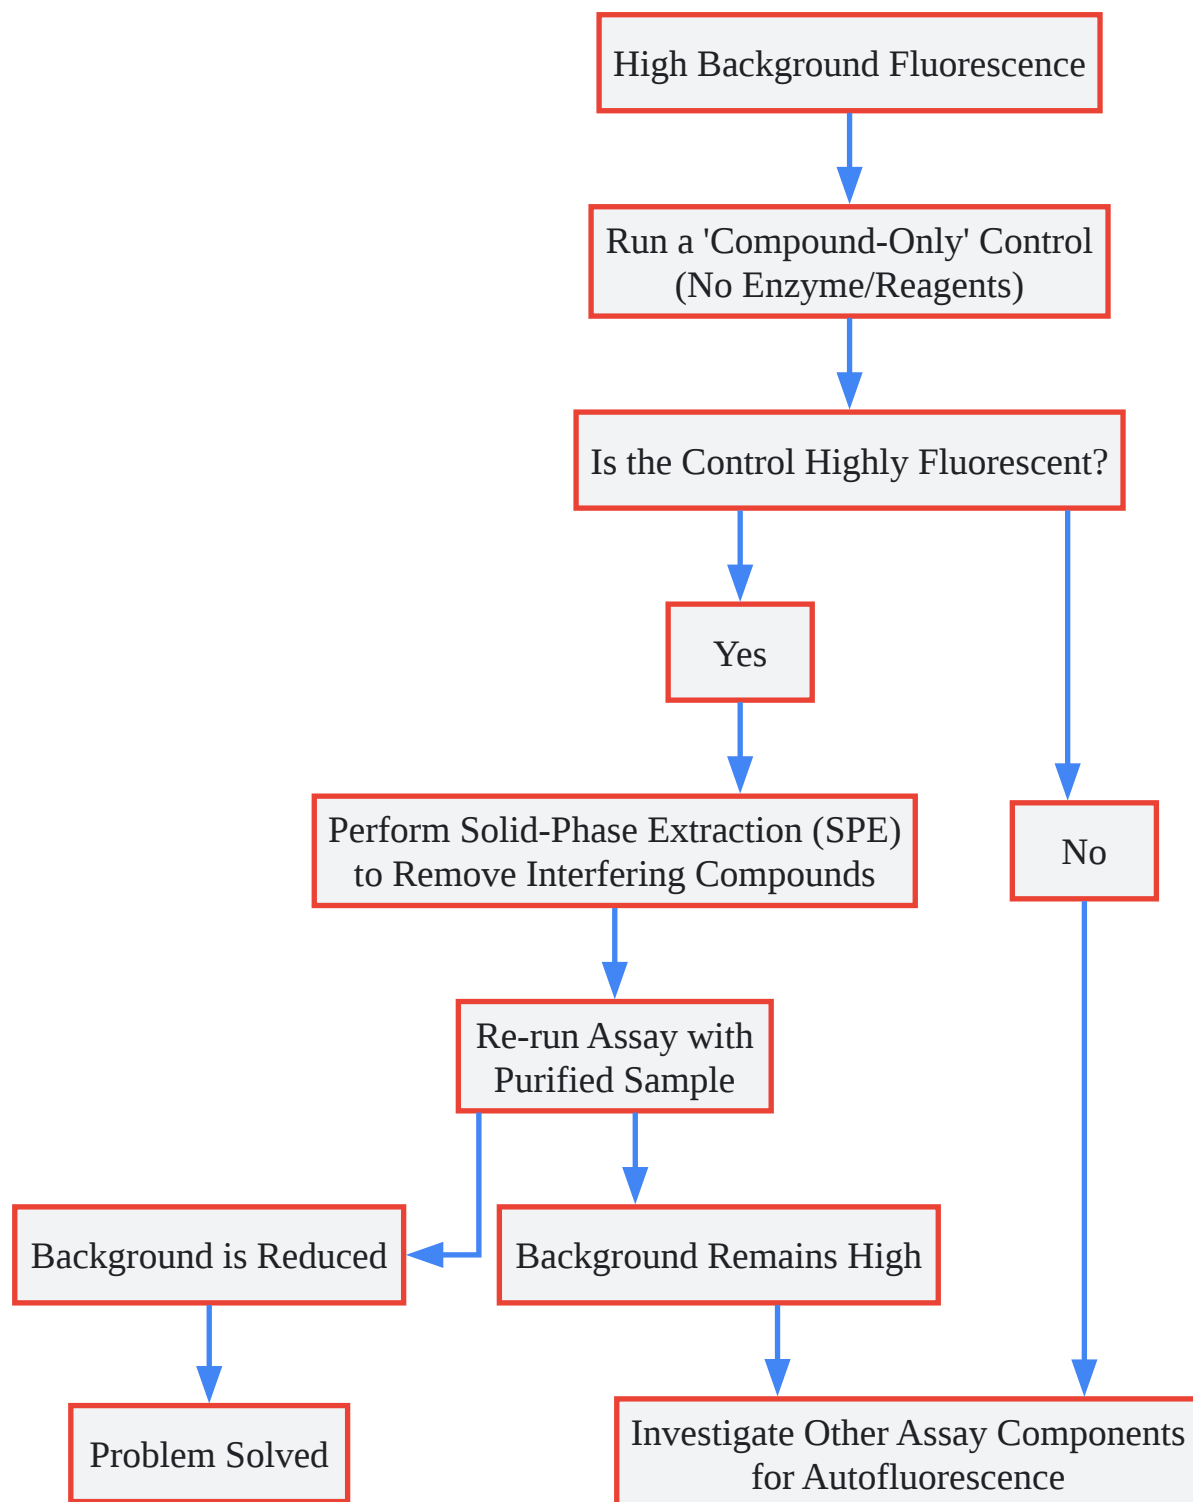 High Background Fluorescence
Run a 'Compound-Only' Control
(No Enzyme/Reagents)
Is the Control Highly Fluorescent?
Yes
Perform Solid-Phase Extraction (SPE)
to Remove Interfering Compounds
No
Re-run Assay with
Purified Sample
Background is Reduced
Background Remains High
Problem Solved
Investigate Other Assay Components
for Autofluorescence